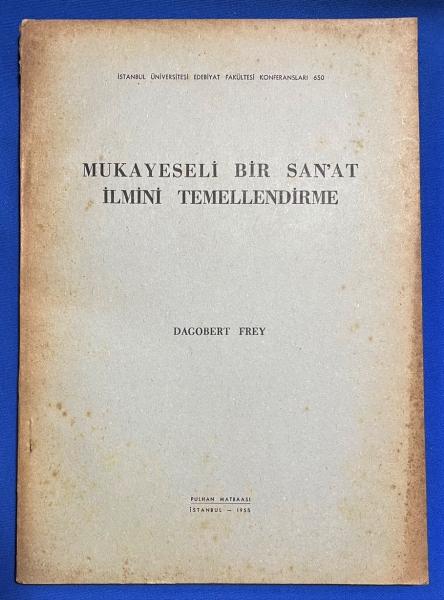 İSTANBUL ÜNİVERSİTESİ EDEBİYAT FAKÜLTESİ KONFERANSLARI 650
MUKAYESELİ BİR SAN'AT
İLMİNİ TEMELLENDİRME
DAGOBERT FREY
PULHAN MATBAASI
İSTANBUL — 1955